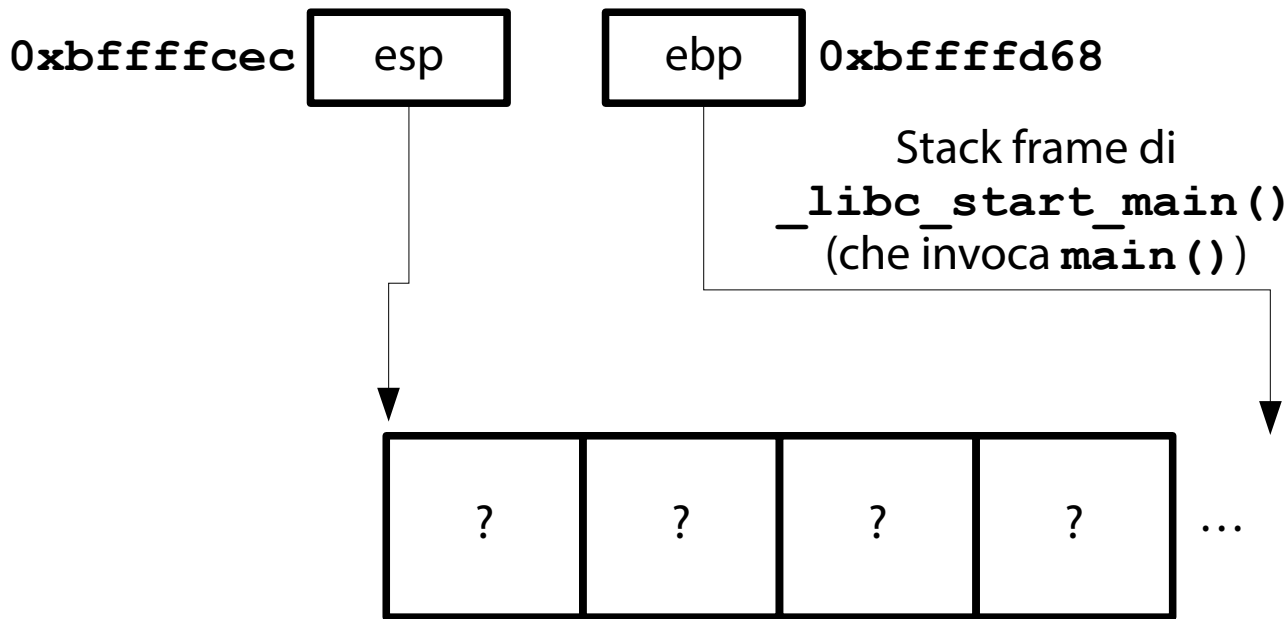 0xbffffcec esp ebp 0xbffffd68
Stack frame di
_libc_start_main()
(che invoca main())
? ? ? ? ...